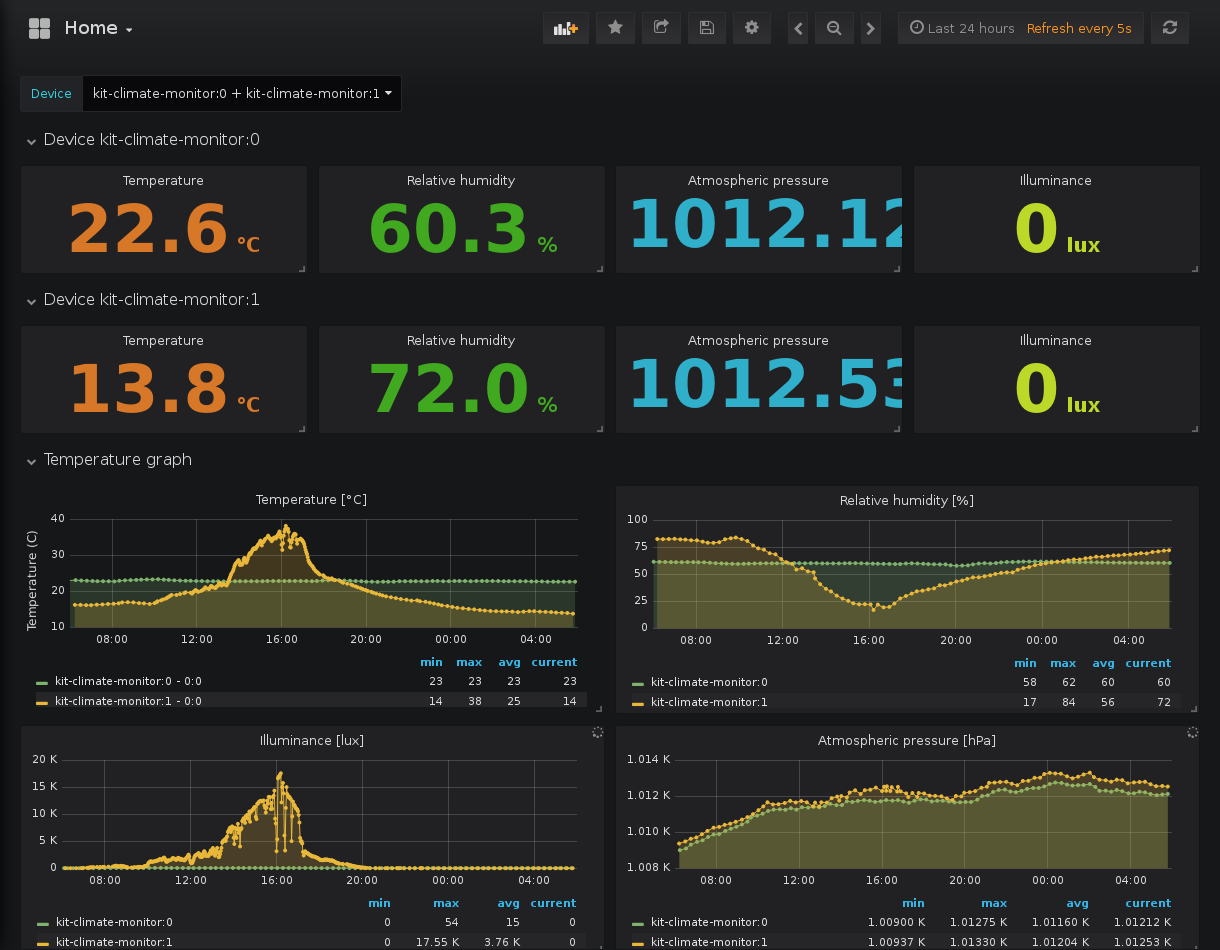 Home
Last 24 hours Refresh every 5s
Device kit-climate-monitor:0 + kit-climate-monitor:1
Device kit-climate-monitor:0
Temperature Relative humidity Atmospheric pressure Illuminance
22.6 °C 60.3 % 1012.12 0 lux
Device kit-climate-monitor:1
Temperature Relative humidity Atmospheric pressure Illuminance
13.8 °C 72.0 % 1012.53 0 lux
Temperature graph
Temperature [°C]
Temperature (C)
40
30
20
10
08:00 12:00 16:00 20:00 00:00 04:00
min max avg current
kit-climate-monitor:0 - 0:0 23 23 23 23
kit-climate-monitor:1 - 0:0 14 38 25 14
Relative humidity [%]
100
75
50
25
0
08:00 12:00 16:00 20:00 00:00 04:00
min max avg current
kit-climate-monitor:0 58 62 60 60
kit-climate-monitor:1 17 84 56 72
Illuminance [lux]
20 K
15 K
10 K
5 K
0
08:00 12:00 16:00 20:00 00:00 04:00
min max avg current
kit-climate-monitor:0 0 54 15 0
kit-climate-monitor:1 0 17.55 K 3.76 K 0
Atmospheric pressure [hPa]
1.014 K
1.012 K
1.010 K
1.008 K
08:00 12:00 16:00 20:00 00:00 04:00
min max avg current
kit-climate-monitor:0 1.00900 K 1.01275 K 1.01160 K 1.01212 K
kit-climate-monitor:1 1.00937 K 1.01330 K 1.01204 K 1.01253 K